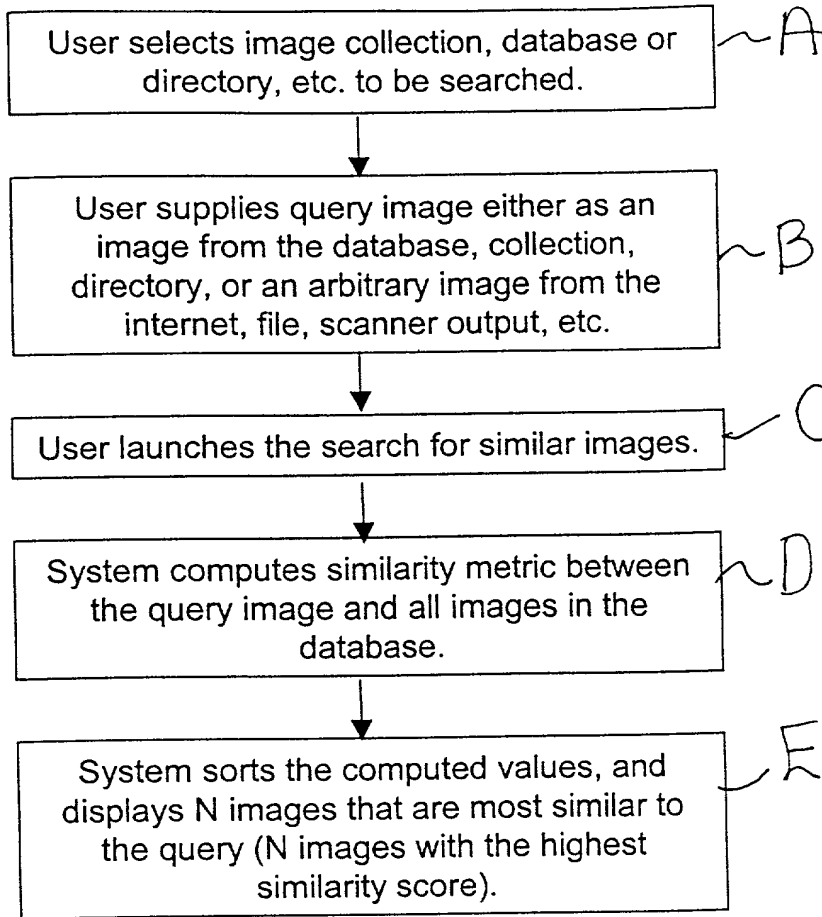 User selects image collection, database or
directory, etc. to be searched.
A
User supplies query image either as an
image from the database, collection,
directory, or an arbitrary image from the
internet, file, scanner output, etc.
B
User launches the search for similar images.
C
System computes similarity metric between
the query image and all images in the
database.
D
System sorts the computed values, and
displays N images that are most similar to
the query (N images with the highest
similarity score).
E